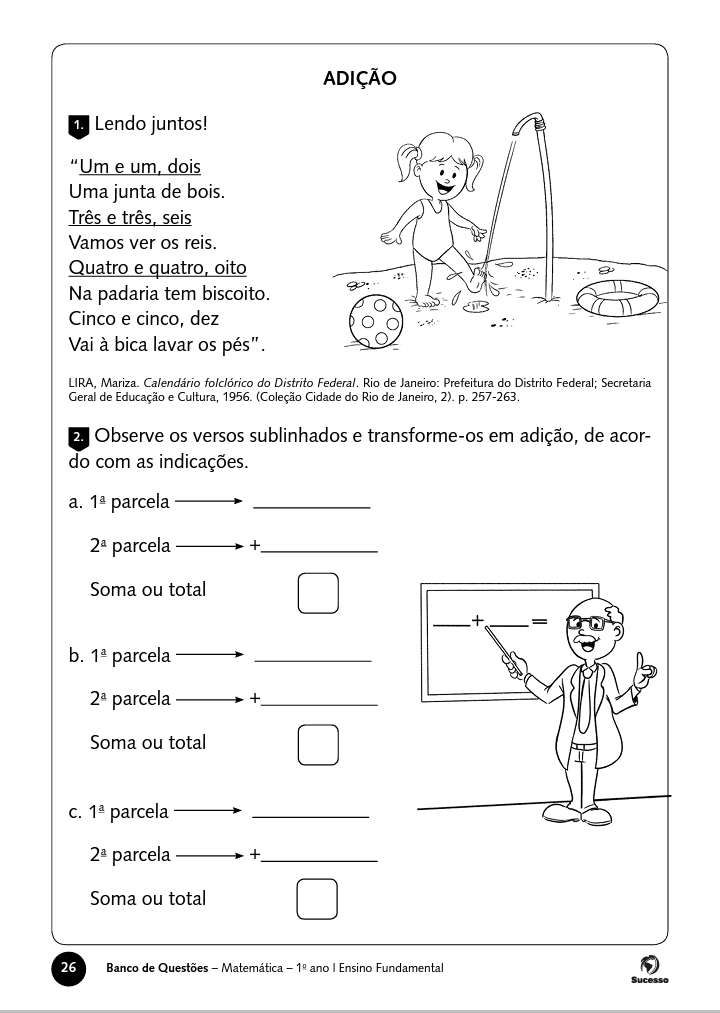 ADIÇÃO
1. Lendo juntos!
“Um e um, dois
Uma junta de bois.
Três e três, seis
Vamos ver os reis.
Quatro e quatro, oito
Na padaria tem biscoito.
Cinco e cinco, dez
Vai à bica lavar os pés”.
LIRA, Mariza. Calendário folclórico do Distrito Federal. Rio de Janeiro: Prefeitura do Distrito Federal; Secretaria
Geral de Educação e Cultura, 1956. (Coleção Cidade do Rio de Janeiro, 2). p. 257-263.
2. Observe os versos sublinhados e transforme-os em adição, de acor-
do com as indicações.
a. 1ª parcela → ____________
2ª parcela → +____________
Soma ou total
____ + ____ =
b. 1ª parcela → ____________
2ª parcela → +____________
Soma ou total
c. 1ª parcela → ____________
2ª parcela → +____________
Soma ou total
26 Banco de Questões – Matemática – 1º ano | Ensino Fundamental
Sucesso